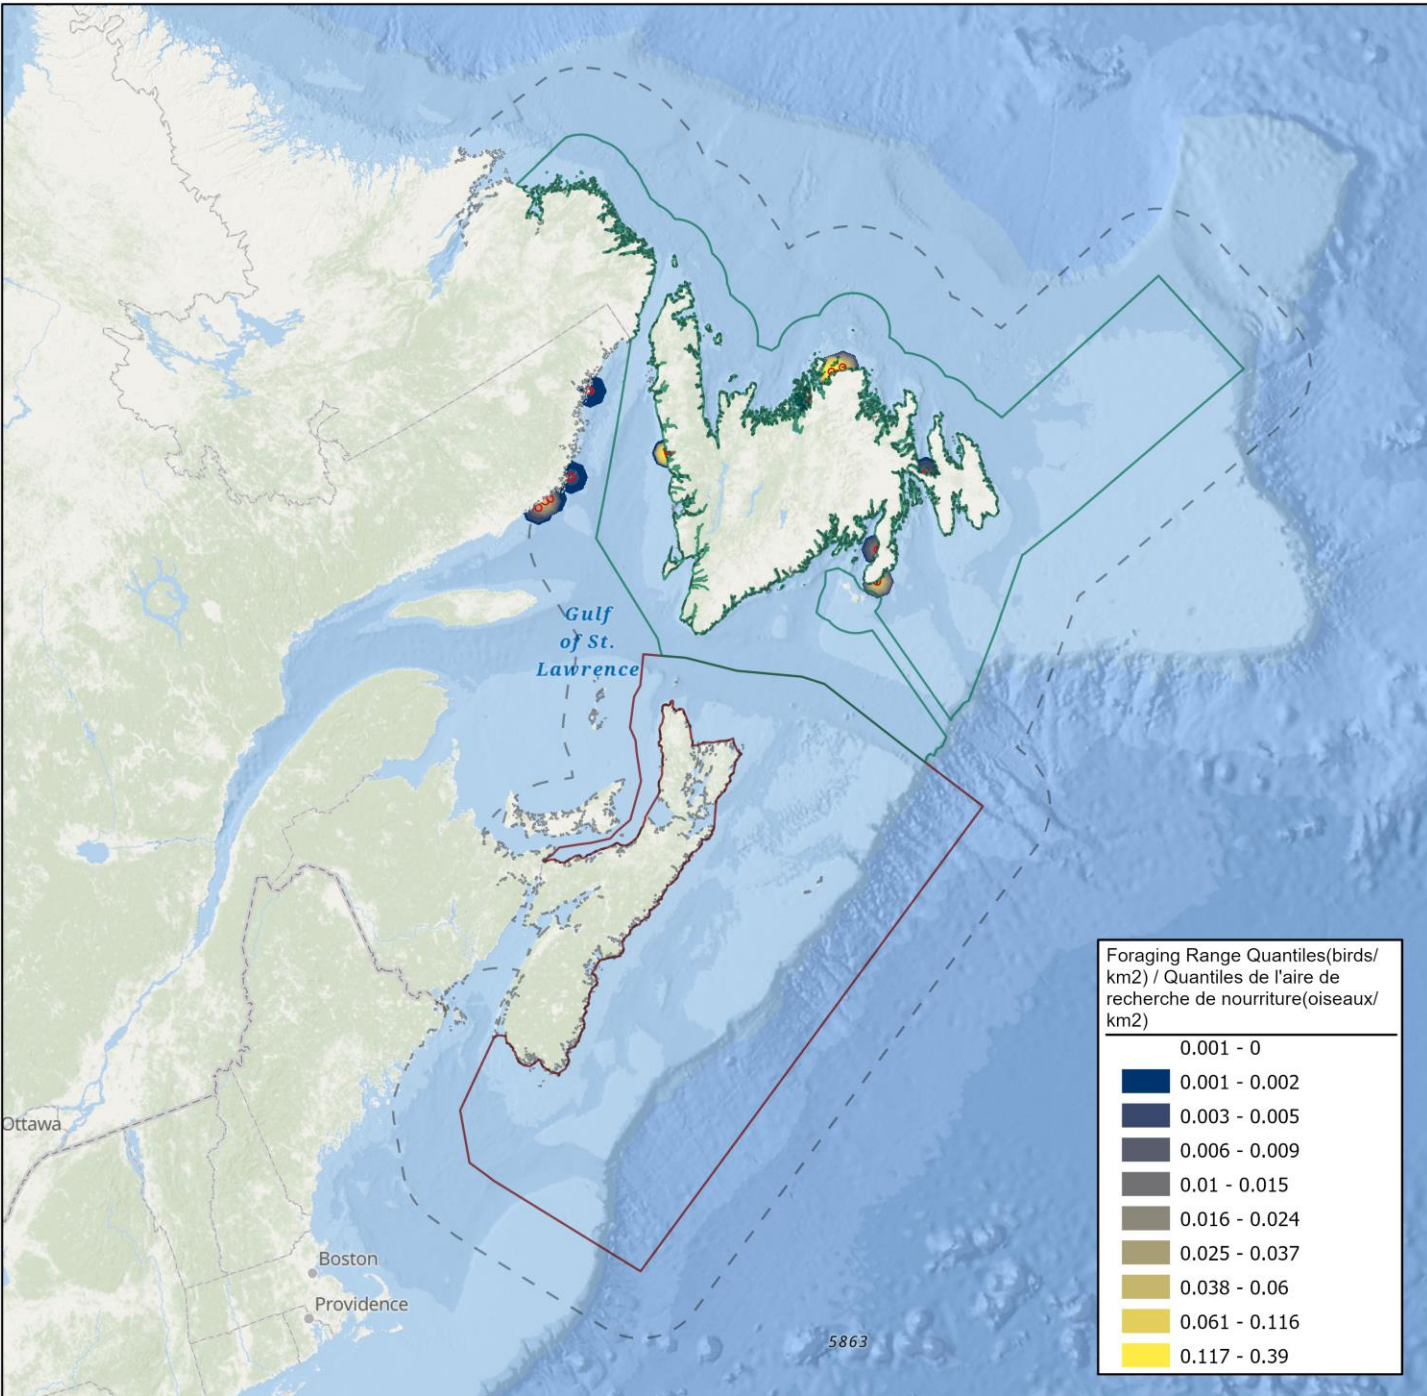 Gulf
of St.
Lawrence
Ottawa
Boston
Providence
5863
Foraging Range Quantiles(birds/
km2) / Quantiles de l'aire de
recherche de nourriture(oiseaux/
km2)
0.001 - 0
0.001 - 0.002
0.003 - 0.005
0.006 - 0.009
0.01 - 0.015
0.016 - 0.024
0.025 - 0.037
0.038 - 0.06
0.061 - 0.116
0.117 - 0.39